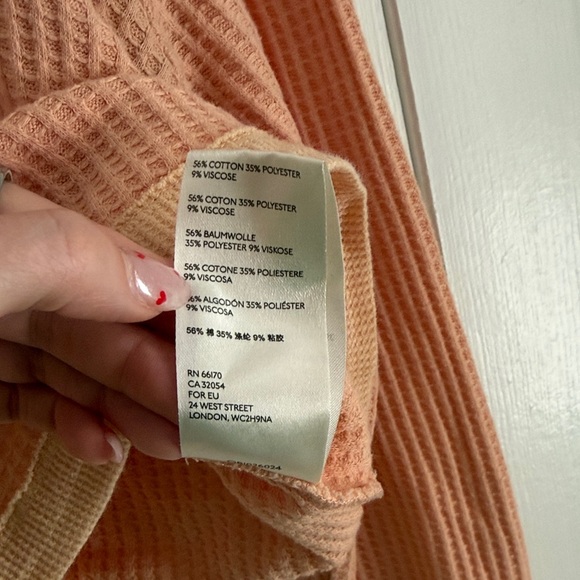 56% COTTON 35% POLYESTER
9% VISCOSE
56% COTON 35% POLYESTER
9% VISCOSE
56% BAUMWOLLE
35% POLYESTER 9% VISKOSE
56% COTONE 35% POLIESTERE
9% VISCOSA
56% ALGODÓN 35% POLIÉSTER
9% VISCOSA
56% 棉 35% 涤纶 9% 粘胶
RN 66170
CA 32054
FOR EU
24 WEST STREET
LONDON, WC2H9NA